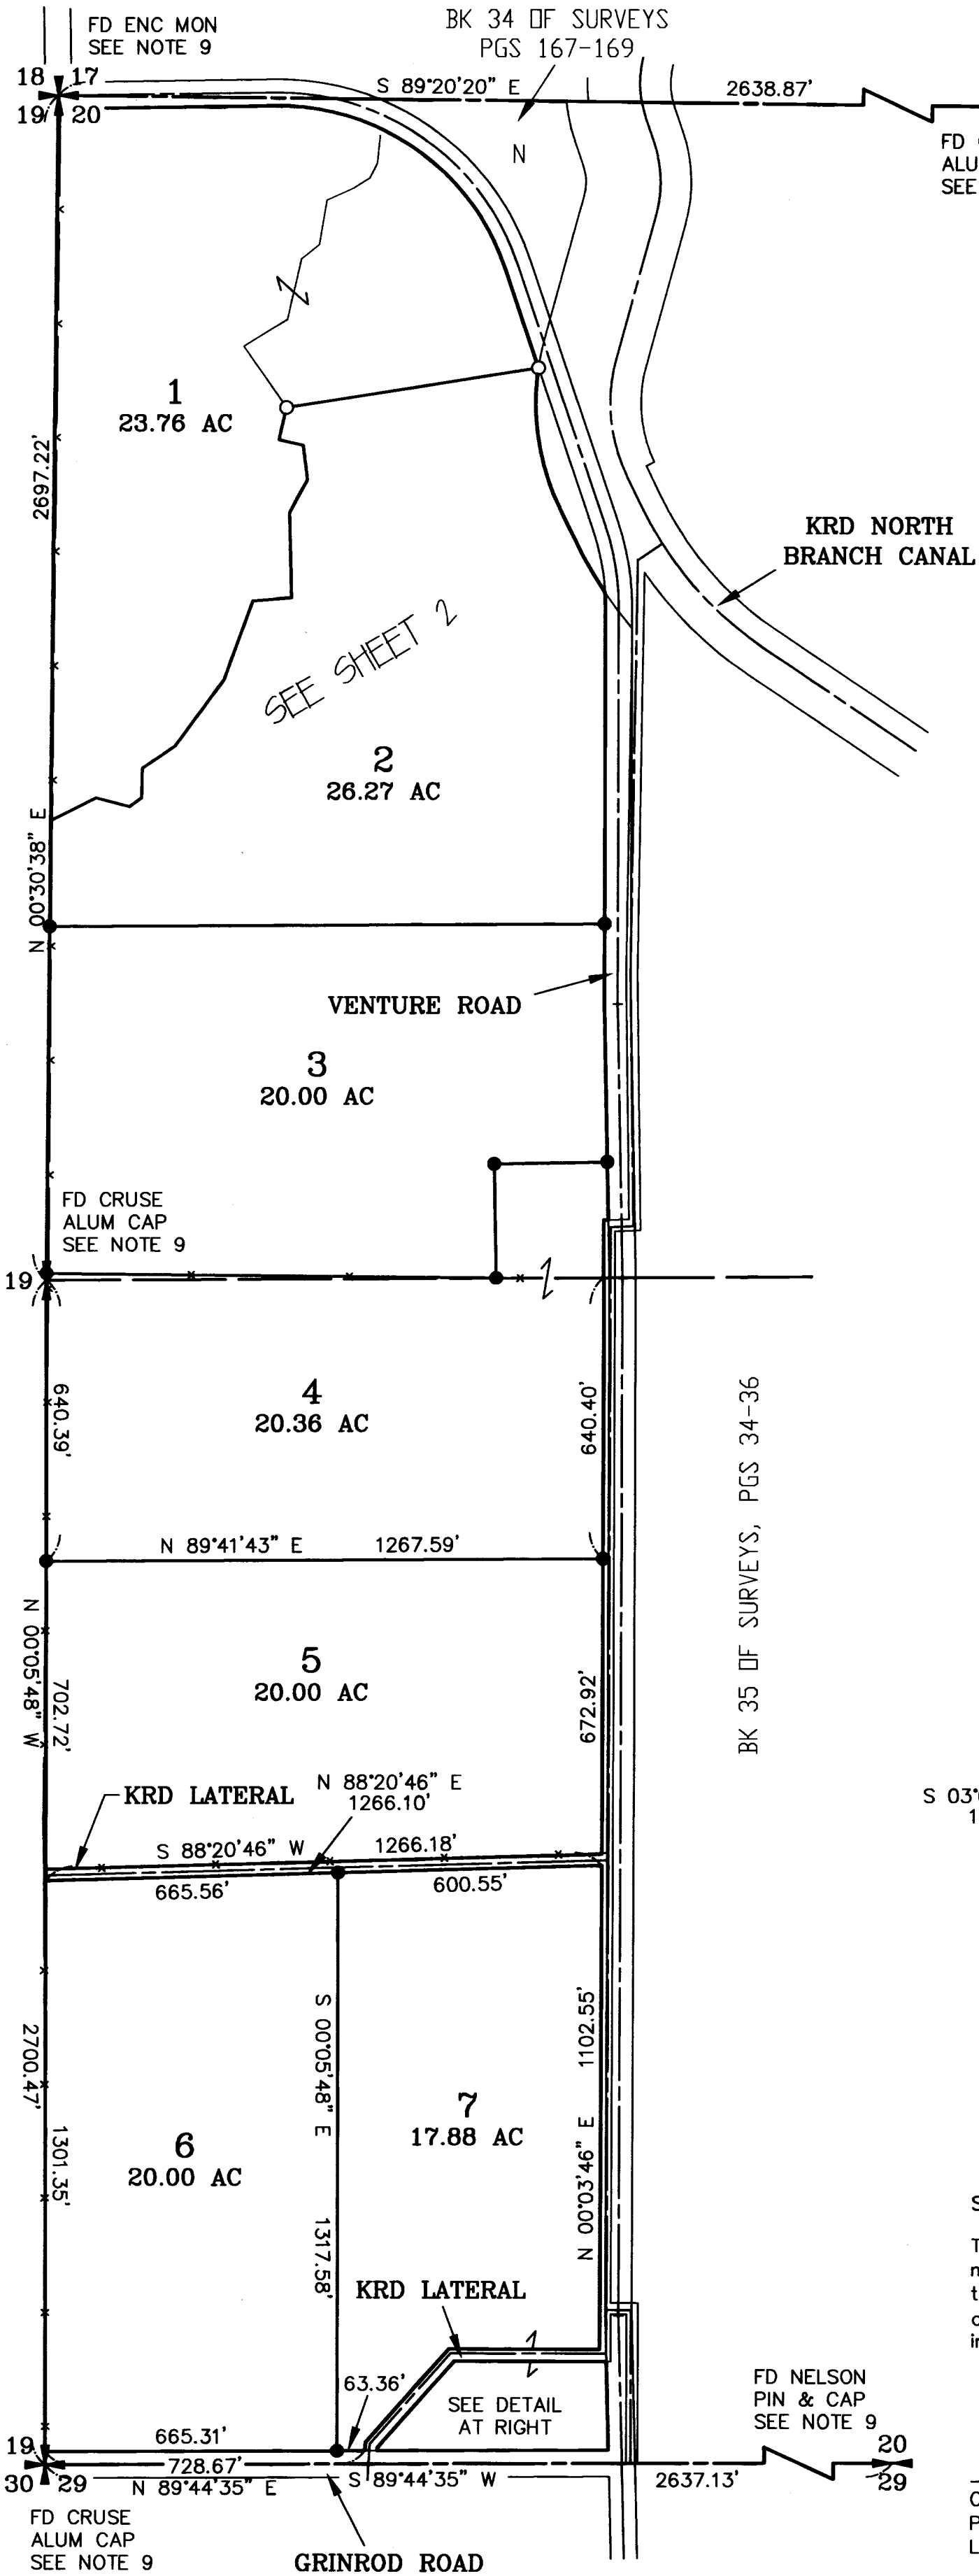 FD ENC MON
SEE NOTE 9
BK 34 OF SURVEYS
PGS 167-169
18 17
19 20
S 89°20'20" E 2638.87'
FD
ALU
SEE
N
1
23.76 AC
2697.22'
KRD NORTH
BRANCH CANAL
SEE SHEET 2
2
26.27 AC
N 00°30'38" E
VENTURE ROAD
3
20.00 AC
FD CRUSE
ALUM CAP
SEE NOTE 9
19
4
20.36 AC
640.39'
640.40'
BK 35 OF SURVEYS, PGS 34-36
N 89°41'43" E 1267.59'
5
20.00 AC
N 00°05'48" W
702.72'
672.92'
KRD LATERAL
N 88°20'46" E
1266.10'
S 03°
1
S 88°20'46" W 1266.18'
665.56' 600.55'
S 00°05'48" E
1317.58'
1102.55'
N 00°03'46" E
2700.47'
1301.35'
7
17.88 AC
6
20.00 AC
S
T
m
t
o
in
KRD LATERAL
63.36'
SEE DETAIL
AT RIGHT
FD NELSON
PIN & CAP
SEE NOTE 9
665.31'
19
30 29
728.67'
N 89°44'35" E
S 89°44'35" W
2637.13'
20
29
FD CRUSE
ALUM CAP
SEE NOTE 9
GRINROD ROAD
P
L